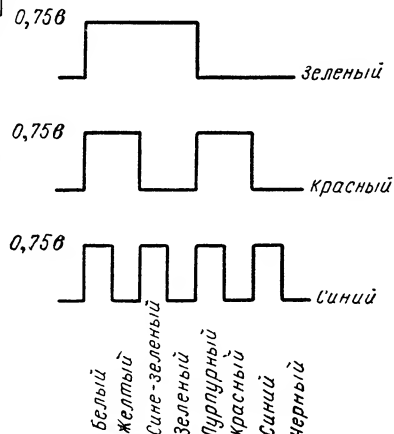 0,75в
Зеленый
0,75в
Красный
0,75в
Синий
Белый
Желтый
Сине-зеленый
Зеленый
Пурпурный
Красный
Синий
Черный